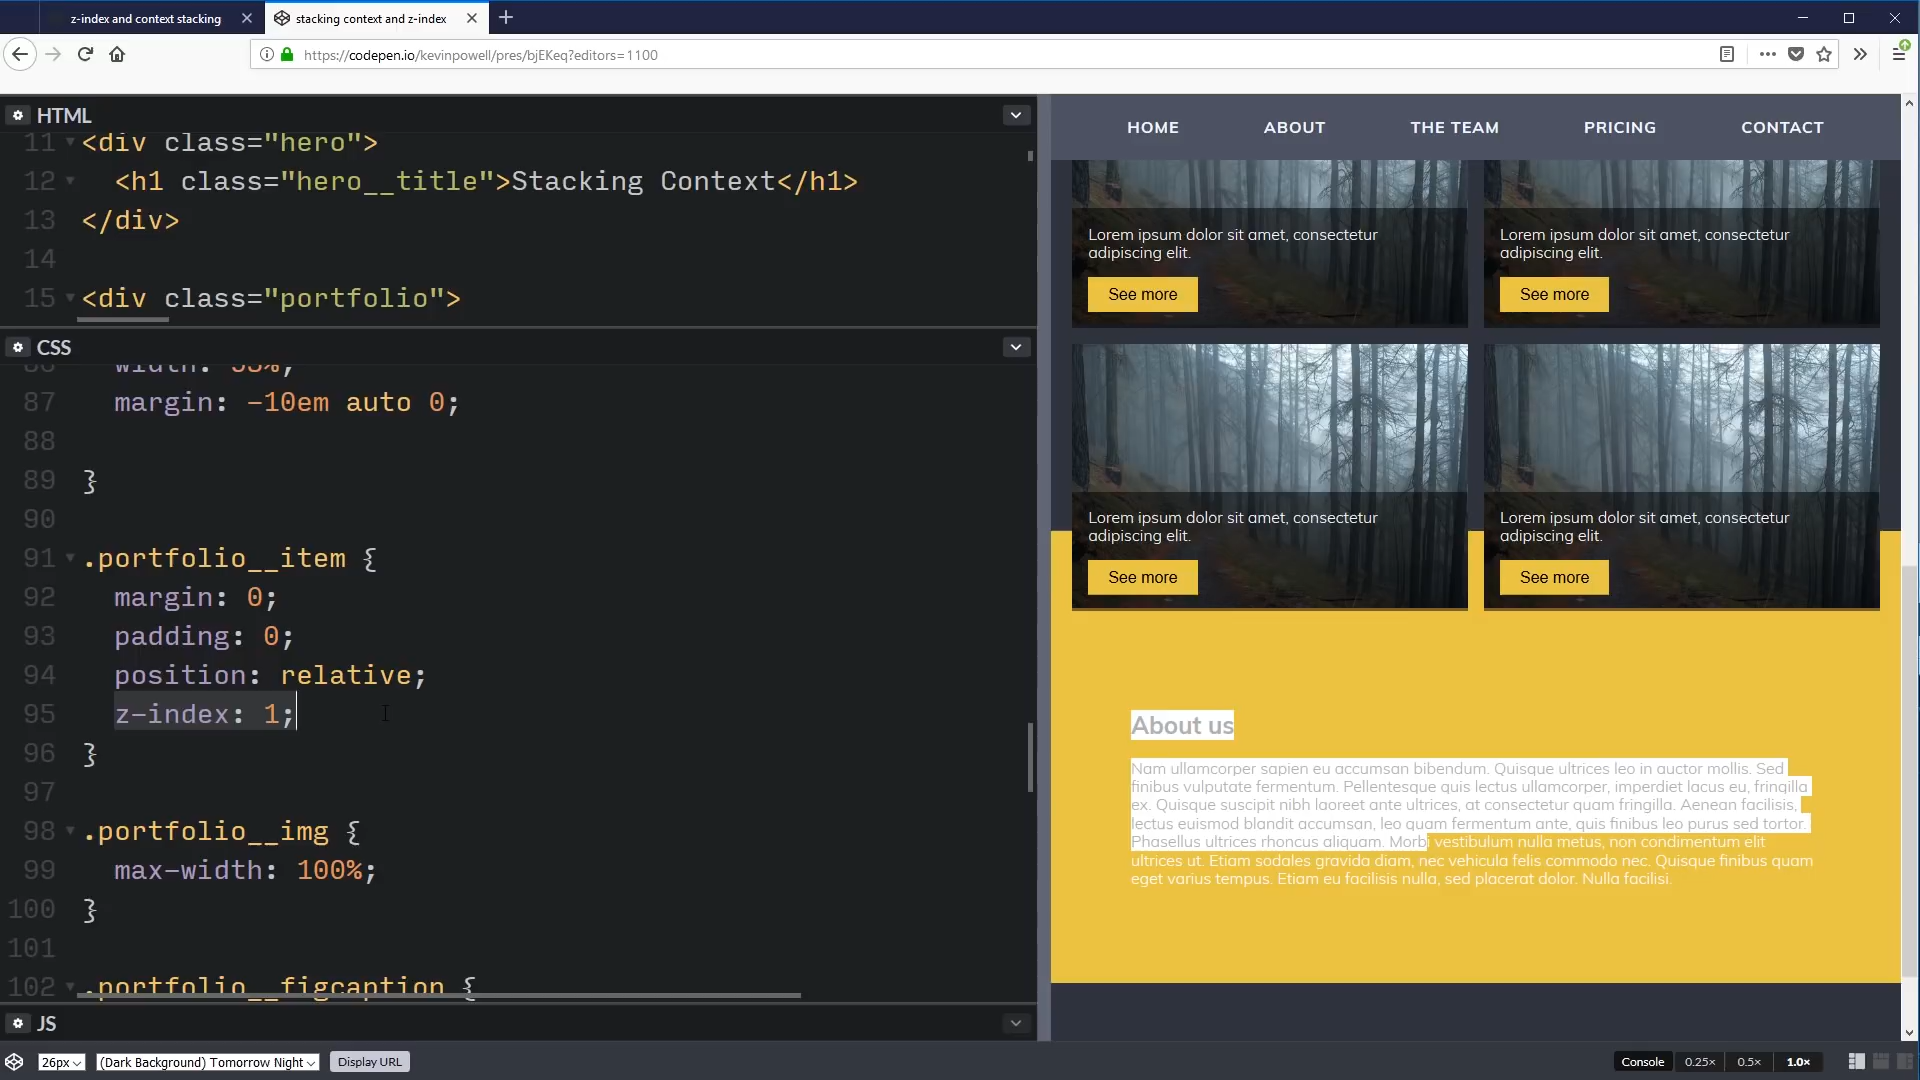 z-index and context stacking
stacking context and z-index
https://codepen.io/kevinpowell/pres/bjEKeq?editors=1100
HTML
11 <div class="hero">
12 <h1 class="hero__title">Stacking Context</h1>
13 </div>
14
15 <div class="portfolio">
CSS
87 margin: -10em auto 0;
88
89 }
90
91 .portfolio__item {
92 margin: 0;
93 padding: 0;
94 position: relative;
95 z-index: 1;
96 }
97
98 .portfolio__img {
99 max-width: 100%;
100 }
101
102 .portfolio__figcaption {
JS
26px
(Dark Background) Tomorrow Night
Display URL
HOME ABOUT THE TEAM PRICING CONTACT
Lorem ipsum dolor sit amet, consectetur
adipiscing elit.
See more
Lorem ipsum dolor sit amet, consectetur
adipiscing elit.
See more
Lorem ipsum dolor sit amet, consectetur
adipiscing elit.
See more
Lorem ipsum dolor sit amet, consectetur
adipiscing elit.
See more
About us
Nam ullamcorper sapien eu accumsan bibendum. Quisque ultrices leo in auctor mollis. Sed
finibus vulputate fermentum. Pellentesque quis lectus ullamcorper, imperdiet lacus eu, fringilla
ex. Quisque suscipit nibh laoreet ante ultrices, at consectetur quam fringilla. Aenean facilisis,
lectus euismod blandit accumsan, leo quam fermentum ante, quis finibus leo purus sed tortor.
Phasellus ultrices rhoncus aliquam. Morbi vestibulum nulla metus, non condimentum elit
ultrices ut. Etiam sodales gravida diam, nec vehicula felis commodo nec. Quisque finibus quam
eget varius tempus. Etiam eu facilisis nulla, sed placerat dolor. Nulla facilisi.
Console 0.25× 0.5× 1.0×